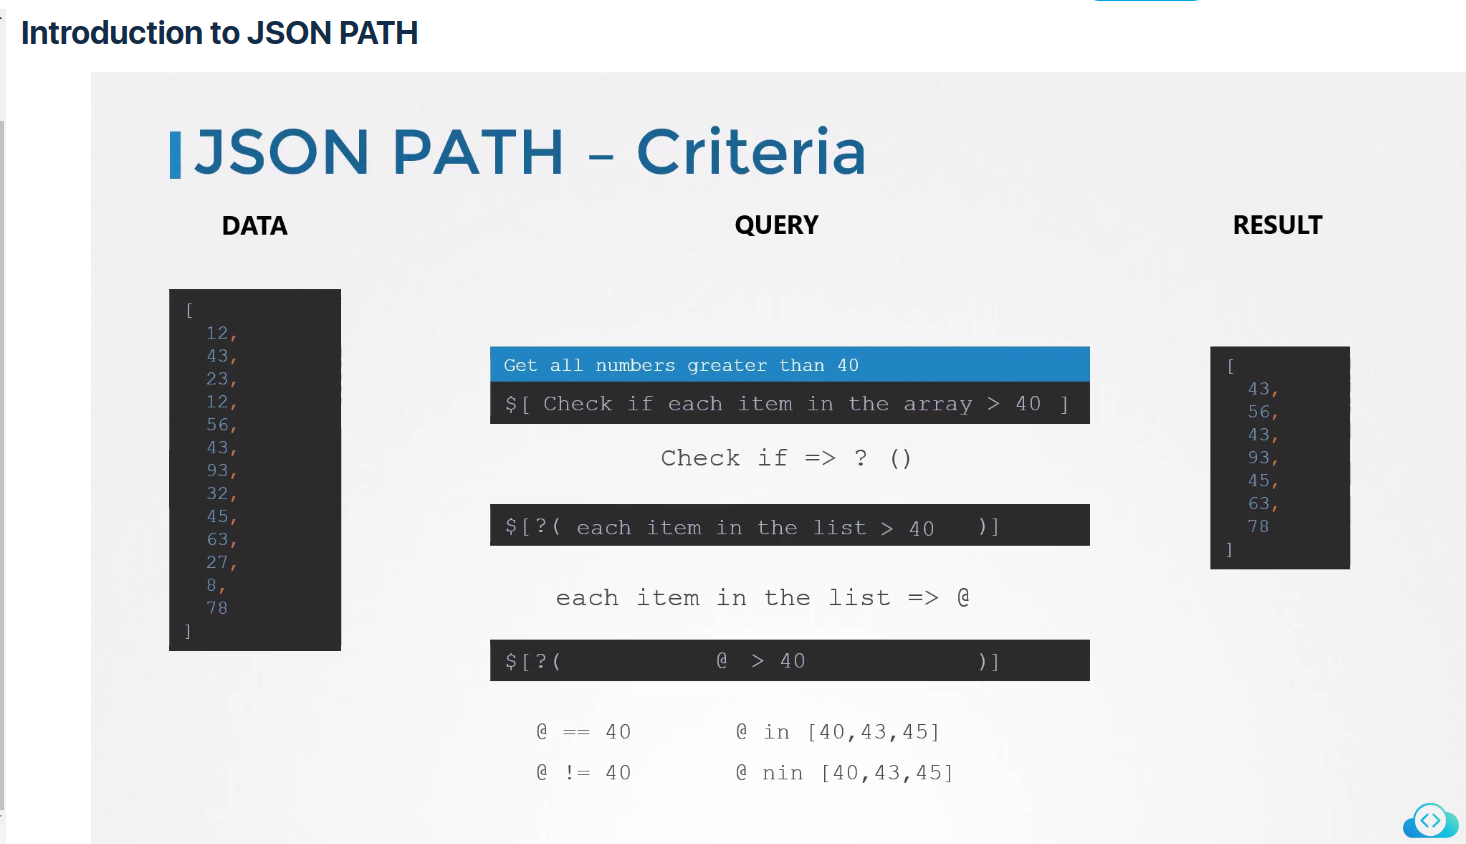 Introduction to JSON PATH
JSON PATH – Criteria
DATA
QUERY
RESULT
[
12,
43,
23,
12,
56,
43,
93,
32,
45,
63,
27,
8,
78
]
Get all numbers greater than 40
$[ Check if each item in the array > 40 ]
Check if => ? ()
$[?( each item in the list > 40 )]
each item in the list => @
$[?( @ > 40 )]
@ == 40
@ in [40,43,45]
@ != 40
@ nin [40,43,45]
[
43,
56,
43,
93,
45,
63,
78
]